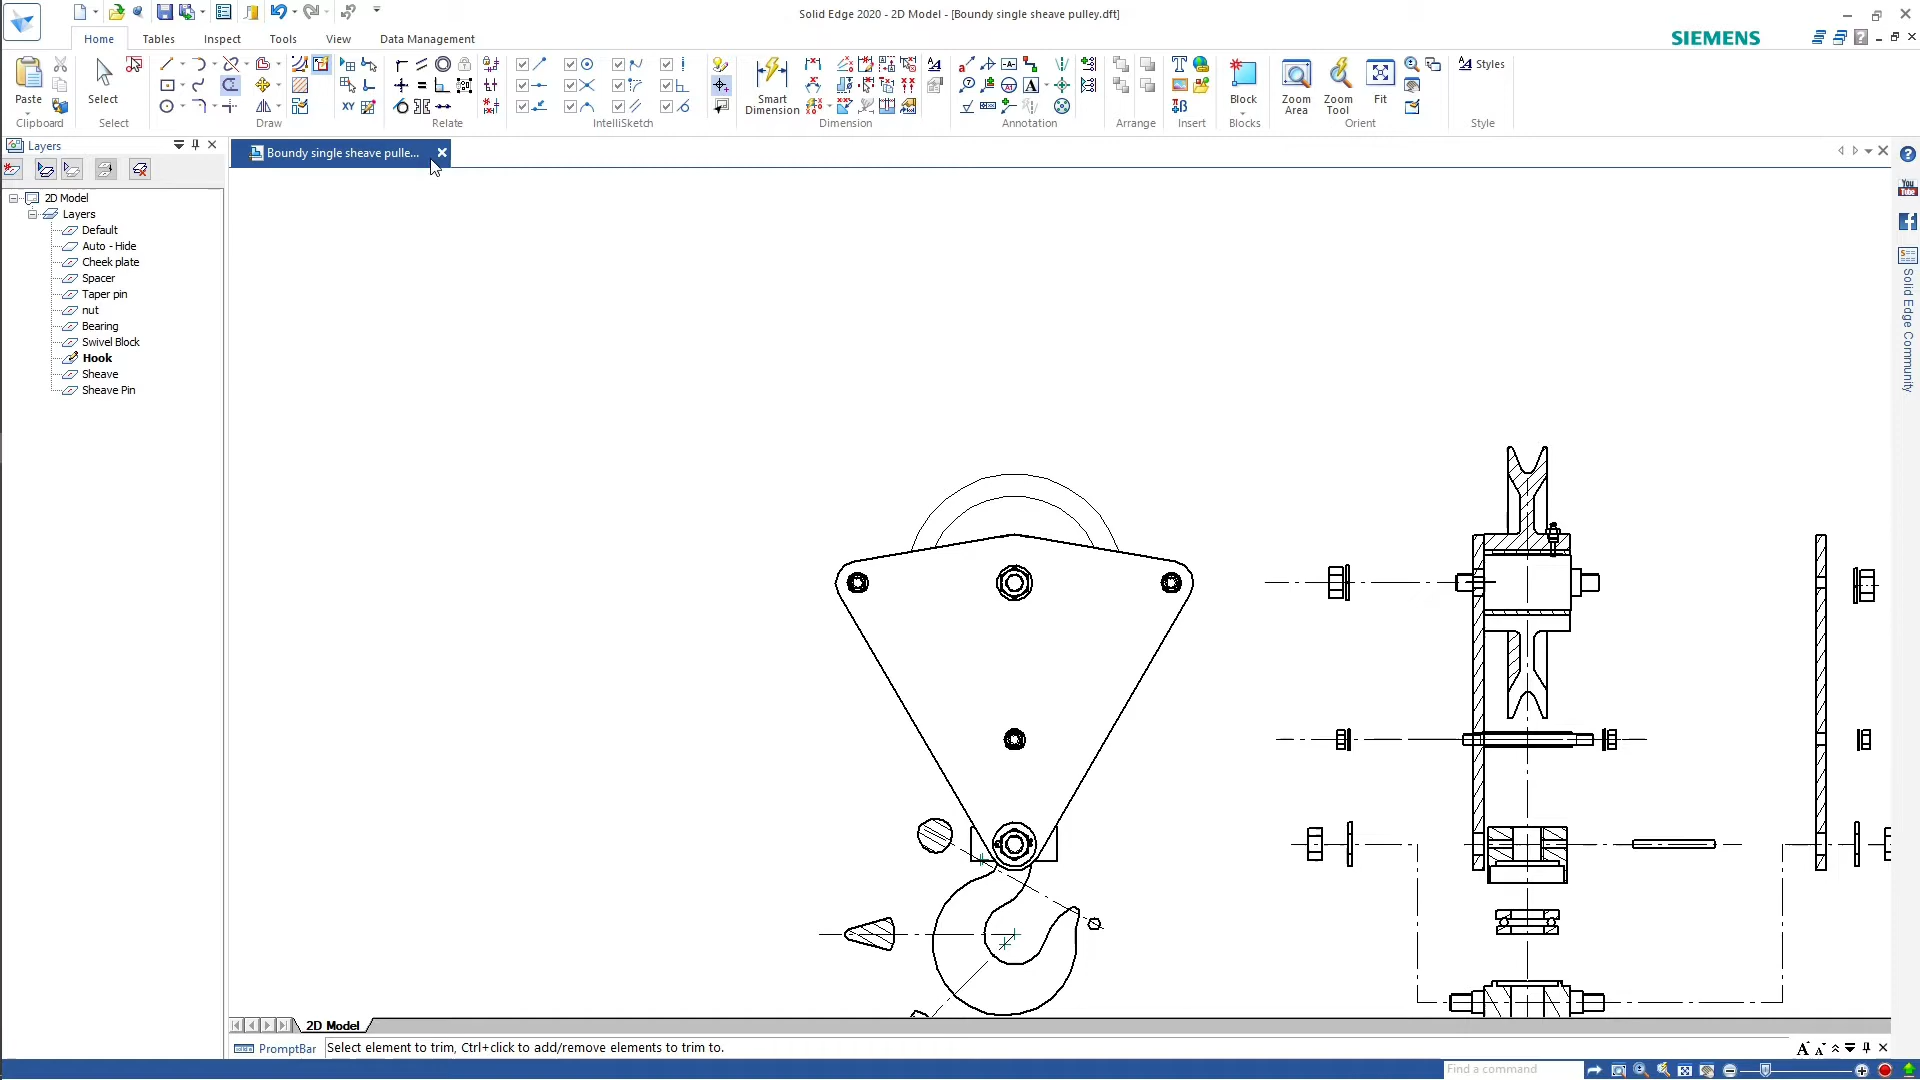 Solid Edge 2020 - 2D Model - [Boundy single sheave pulley.dft]
Home
Tables
Inspect
Tools
View
Data Management
SIEMENS
Paste
Clipboard
Select
Select
Draw
Relate
IntelliSketch
Smart
Dimension
Dimension
Annotation
Arrange
Insert
Block
Blocks
Zoom
Area
Zoom
Tool
Fit
Orient
Styles
Style
Layers
Boundy single sheave pulle...
2D Model
Layers
Default
Auto - Hide
Cheek plate
Spacer
Taper pin
nut
Bearing
Swivel Block
Hook
Sheave
Sheave Pin
You
Tube
Solid Edge Community
2D Model
PromptBar
Select element to trim, Ctrl+click to add/remove elements to trim to.
Find a command